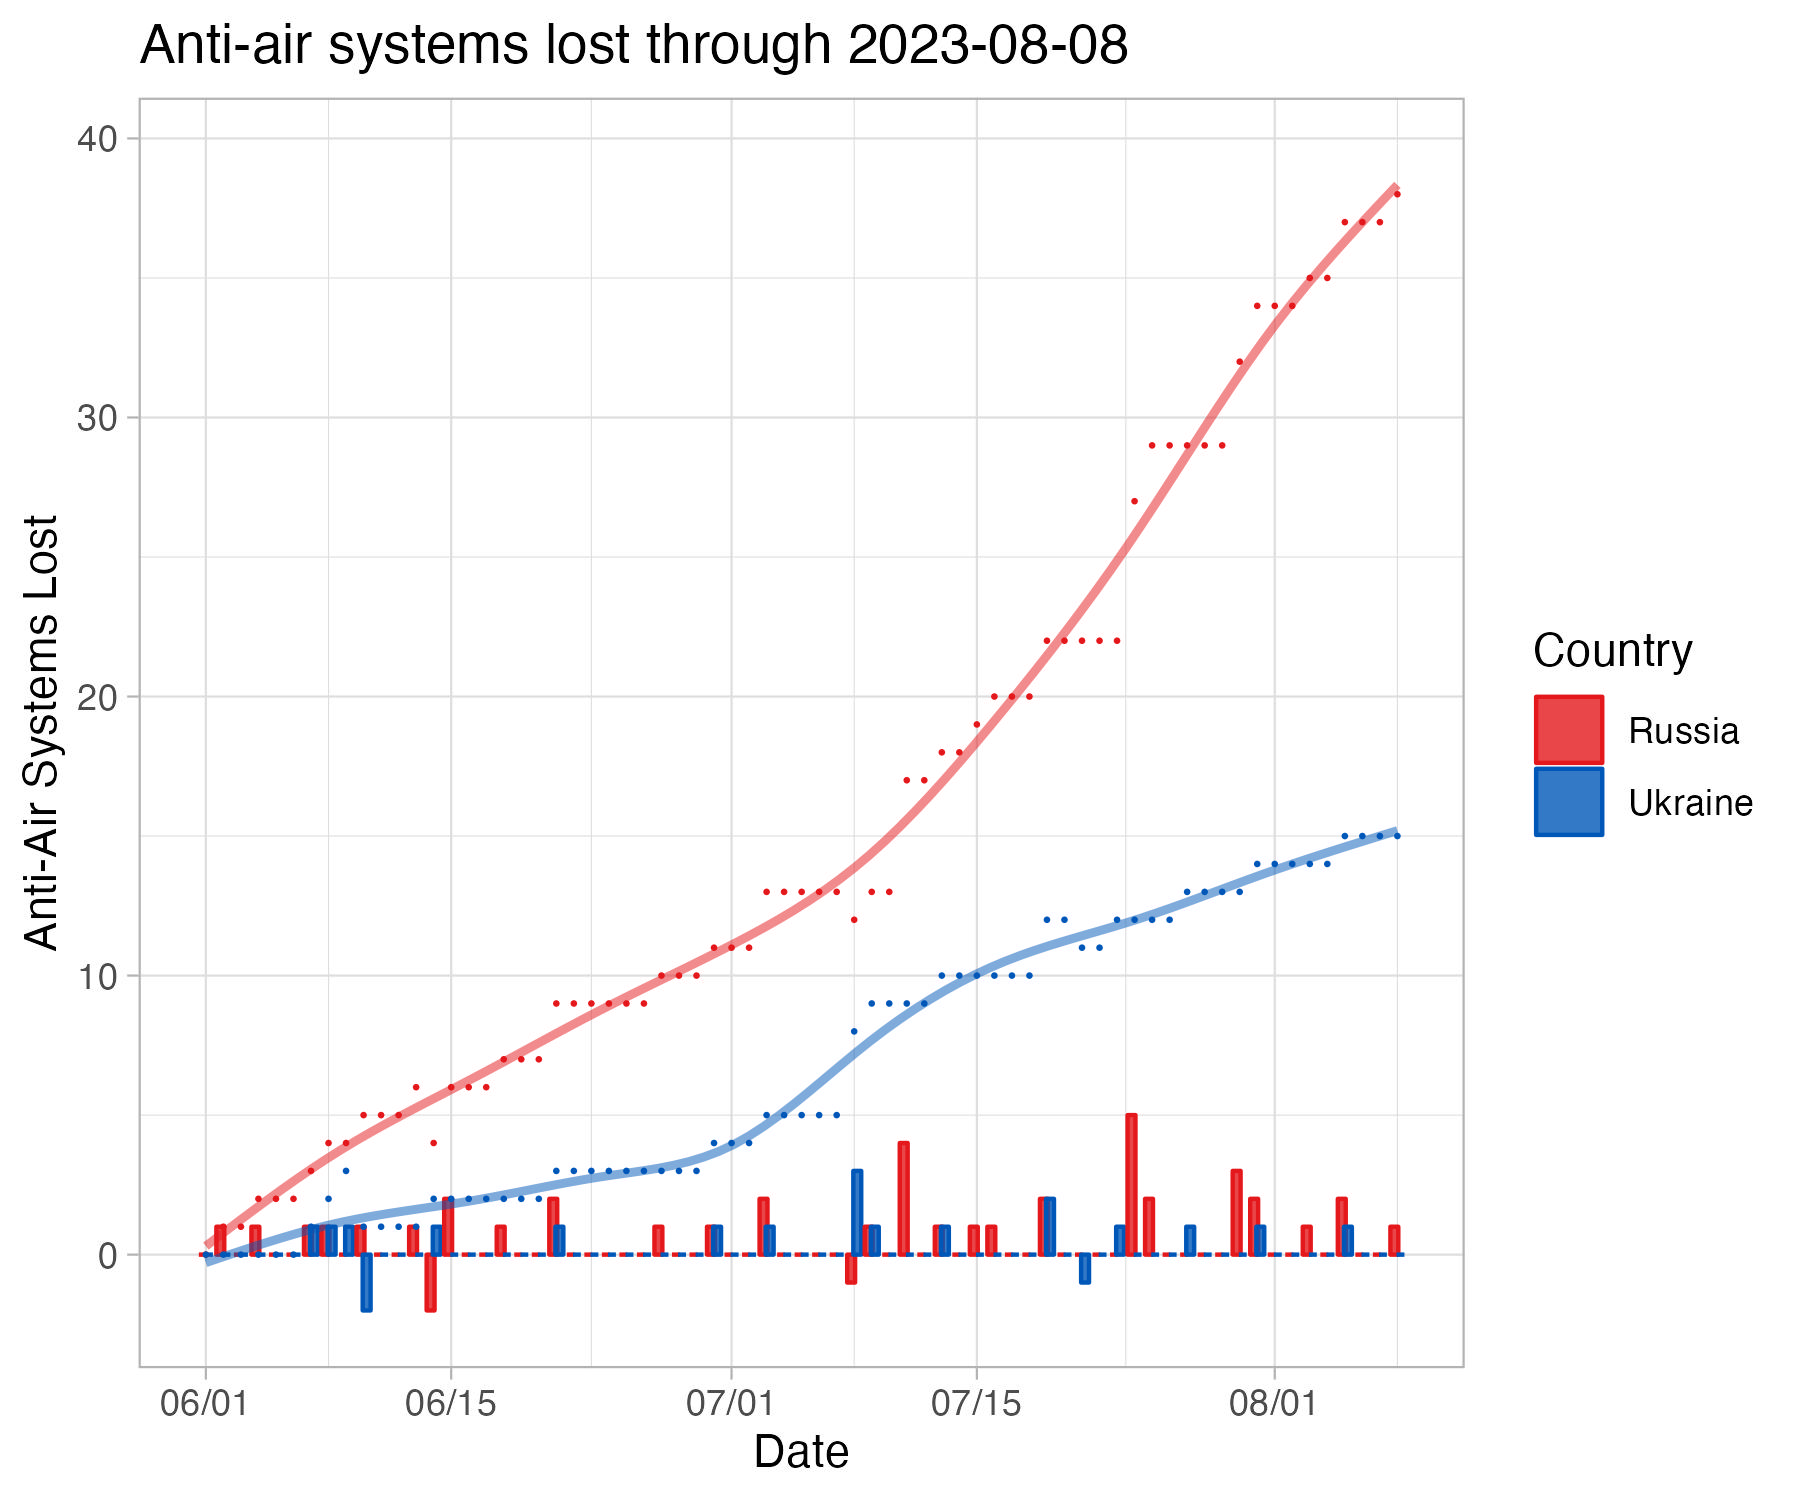 Anti-air systems lost through 2023-08-08
Anti-Air Systems Lost
40
30
20
10
0
06/01
06/15
07/01
07/15
08/01
Date
Country
Russia
Ukraine